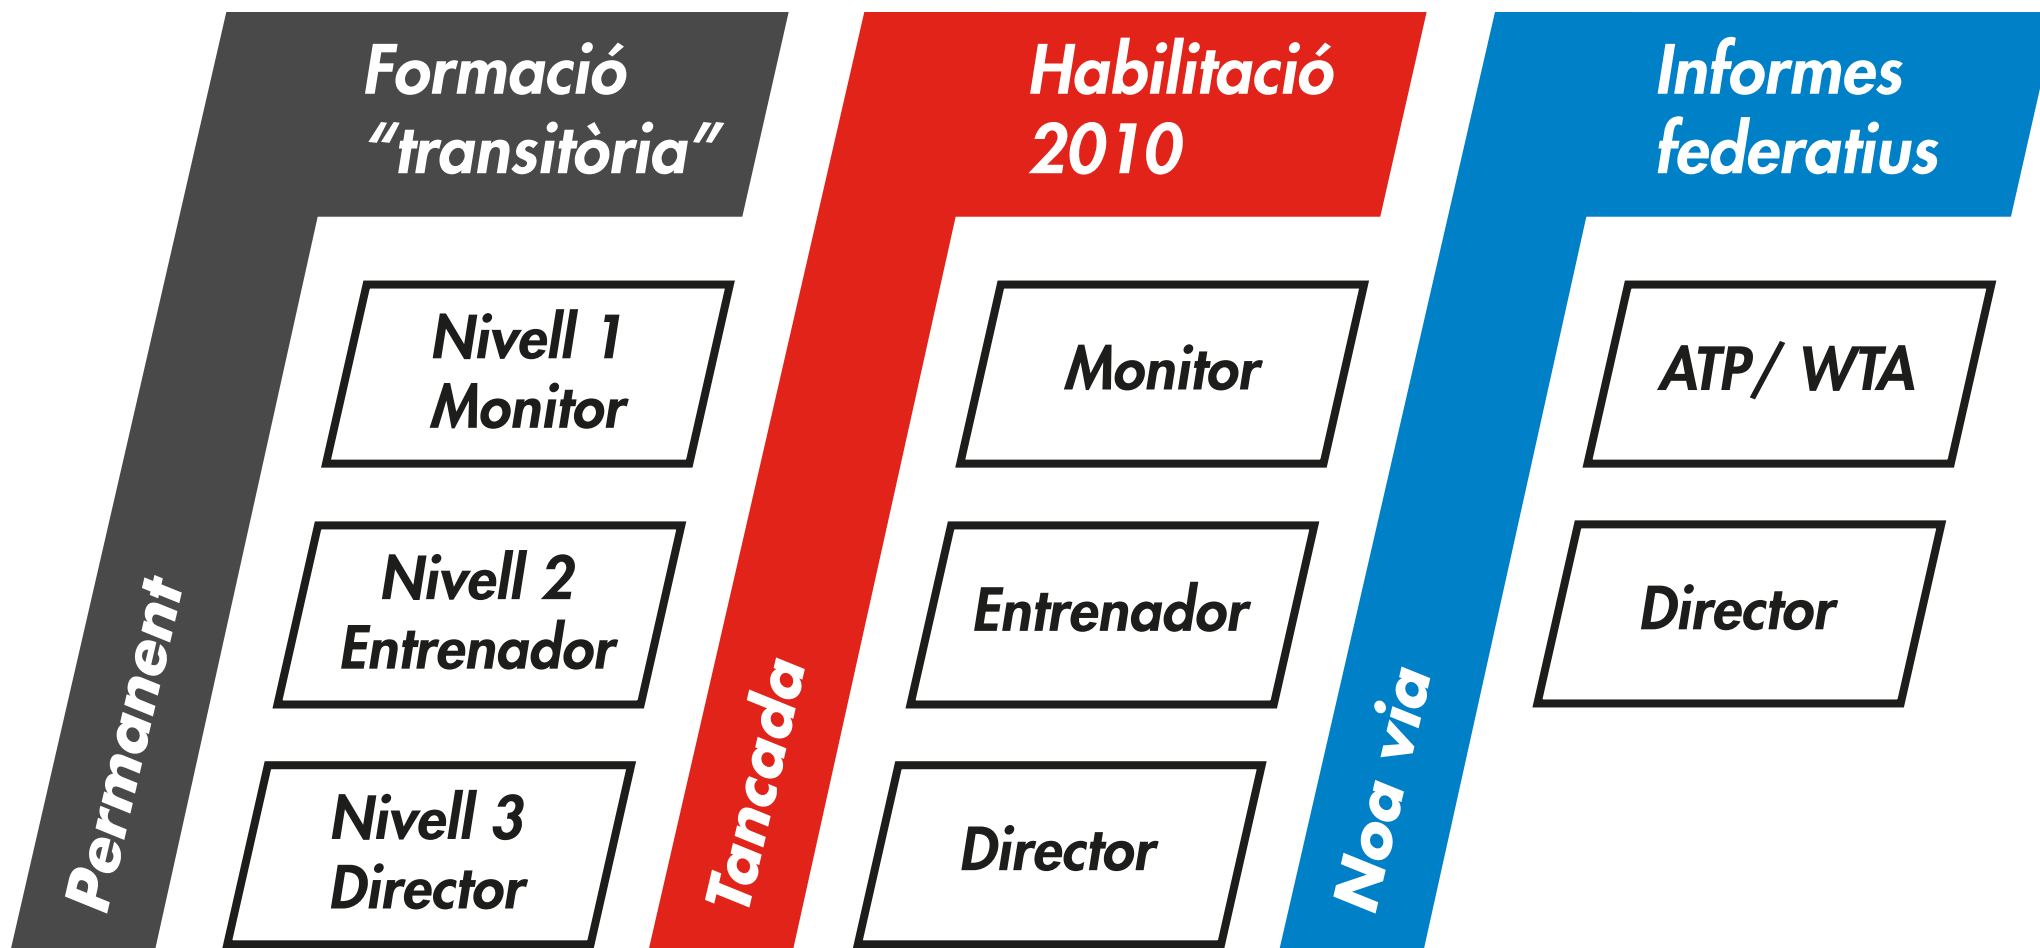 Formació
“transitòria”
Permanent
Nivell 1
Monitor
Nivell 2
Entrenador
Nivell 3
Director
Habilitació
2010
Tancada
Monitor
Entrenador
Director
Informes
federatius
Noa via
ATP/ WTA
Director